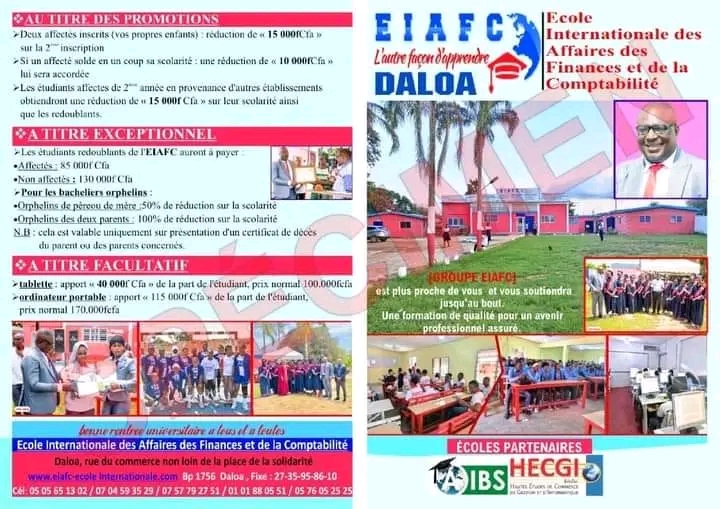 ❖AU TITRE DES PROMOTIONS
➢Deux affectés inscrits (vos propres enfants) : réduction de « 15 000fCfa »
sur la 2ème inscription
➢Si un affecté solde en un coup sa scolarité : une réduction de « 10 000fCfa »
lui sera accordée
➢Les étudiants affectés de 2ème année en provenance d'autres établissements
obtiendront une réduction de « 15 000f Cfa » sur leur scolarité ainsi
que les redoublants.
❖A TITRE EXCEPTIONNEL
➢Les étudiants redoublants de l'EIAFC auront à payer :
•Affectés : 85 000f Cfa
•Non affectés : 130 000f Cfa
➢Pour les bacheliers orphelins :
•Orphelins de père ou de mère :50% de réduction sur la scolarité
•Orphelins des deux parents : 100% de réduction sur la scolarité
N.B : cela est valable uniquement sur présentation d'un certificat de décès
du parent ou des parents concernés.
❖A TITRE FACULTATIF
➢tablette : apport « 40 000f Cfa » de la part de l'étudiant, prix normal 100.000fcfa
➢ordinateur portable : apport « 115 000f Cfa » de la part de l'étudiant,
prix normal 170.000fcfa
bonne rentrée universitaire a tous et a toutes
Ecole Internationale des Affaires des Finances et de la Comptabilité
Daloa, rue du commerce non loin de la place de la solidarité
www.eiafc-ecole internationale.com Bp 1756 Daloa , Fixe : 27-35-95-86-10
Cél: 05 05 65 13 02 / 07 04 59 35 29 / 07 57 79 27 51 / 01 01 88 05 51 / 05 76 05 25 25
EIAFC
L'autre façon d'apprendre
DALOA
Ecole
Internationale des
Affaires des
Finances et de la
Comptabilité
EIAFC
[GROUPE EIAFC]
est plus proche de vous et vous soutiendra
jusqu'au bout.
Une formation de qualité pour un avenir
professionnel assuré.
ÉCOLES PARTENAIRES
AIBS
HECGI
HAUTES ÉTUDES DE COMMERCE
DE GESTION ET D'INFORMATIQUE
SPÉCIMEN